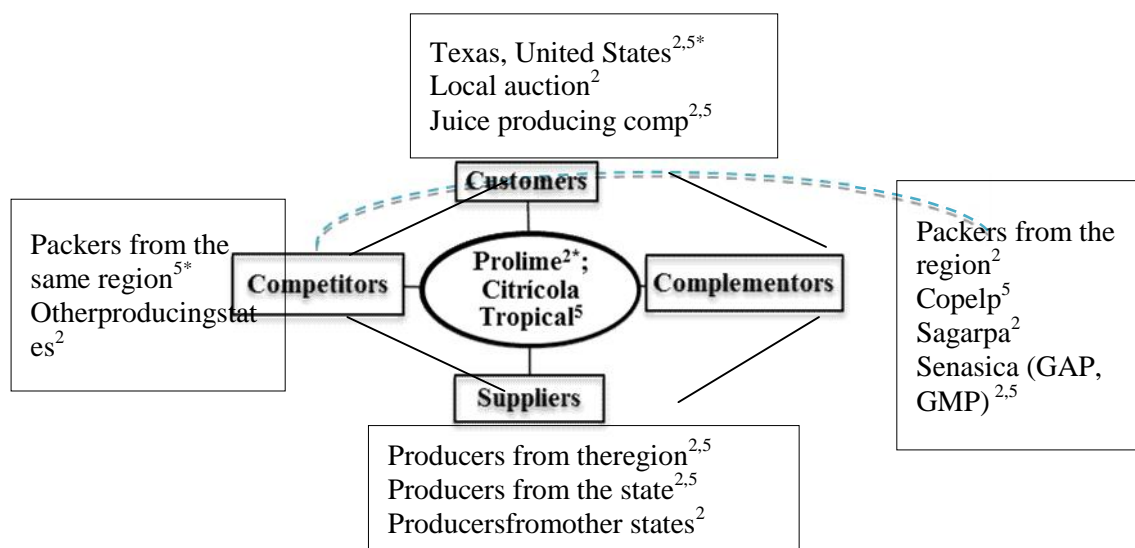 Texas, United States2,5*
Local auction2
Juice producing comp2,5
Customers
Packers from the
same region5*
Otherproducingstat
es2
Competitors
Prolime2*;
Citrícola
Tropical5
Complementors
Packers from the
region2
Copelp5
Sagarpa2
Senasica (GAP,
GMP) 2,5
Suppliers
Producers from theregion2,5
Producers from the state2,5
Producersfromother states2